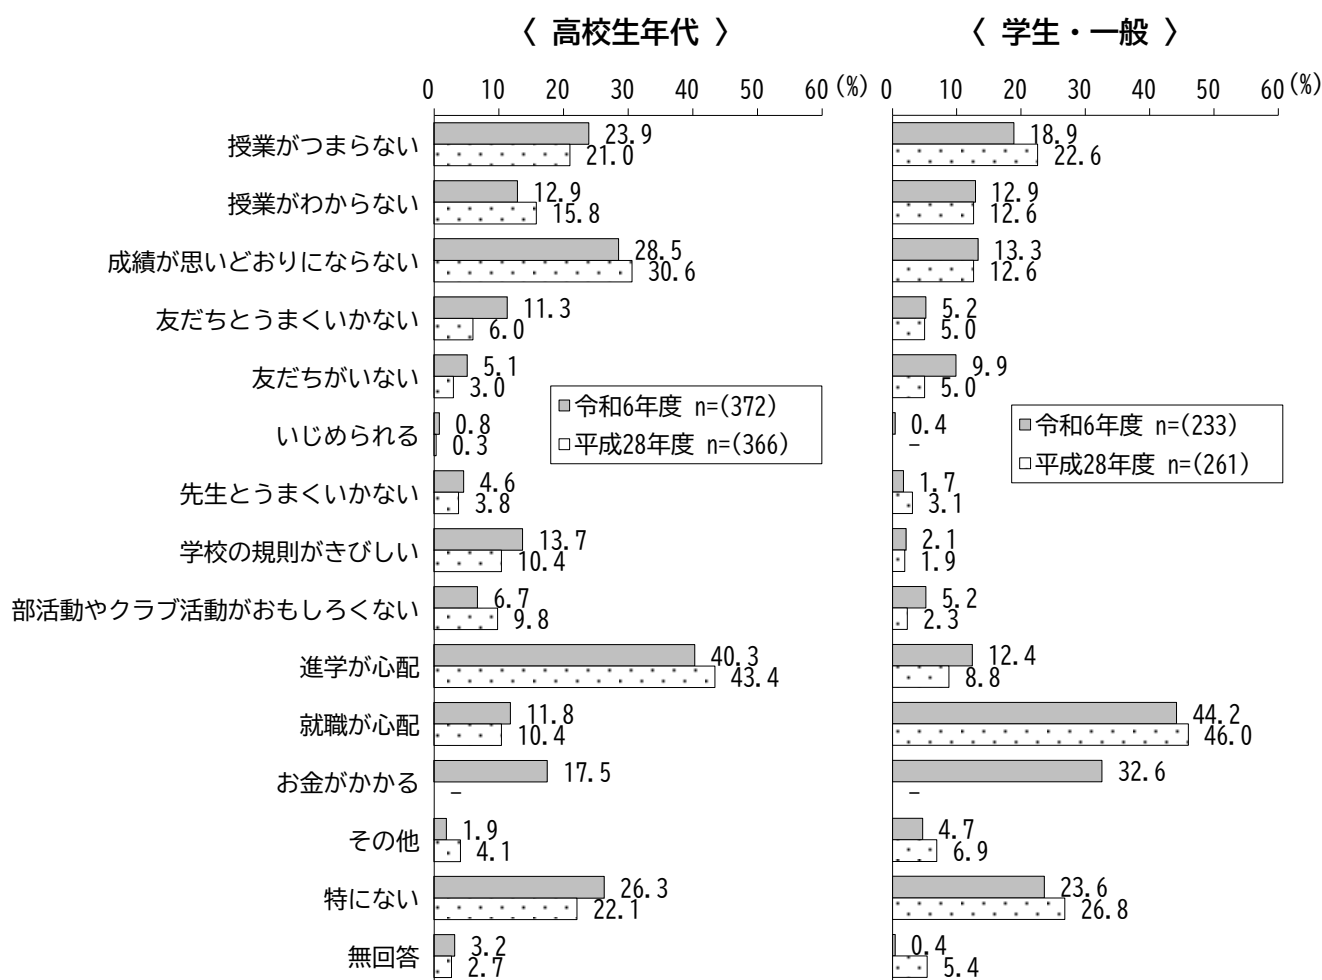 〈 高校生年代 〉
〈 学生・一般 〉
0 10 20 30 40 50 60 (%)
0 10 20 30 40 50 60 (%)
授業がつまらない 23.9 18.9
21.0 22.6
授業がわからない 12.9 12.9
15.8 12.6
成績が思いどおりにならない 28.5 13.3
30.6 12.6
友だちとうまくいかない 11.3 5.2
6.0 5.0
友だちがいない 5.1 9.9
3.0 5.0
いじめられる 0.8 0.4
0.3 －
先生とうまくいかない 4.6 1.7
3.8 3.1
学校の規則がきびしい 13.7 2.1
10.4 1.9
部活動やクラブ活動がおもしろくない 6.7 5.2
9.8 2.3
進学が心配 40.3 12.4
43.4 8.8
就職が心配 11.8 44.2
10.4 46.0
お金がかかる 17.5 32.6
－ －
その他 1.9 4.7
4.1 6.9
特にない 26.3 23.6
22.1 26.8
無回答 3.2 0.4
2.7 5.4
令和6年度 n=(372)
平成28年度 n=(366)
令和6年度 n=(233)
平成28年度 n=(261)